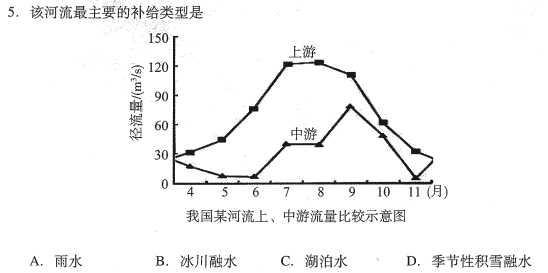 5. 该河流最主要的补给类型是
150
120
90
60
30
0
径流量/(m³/s)
上游
中游
4 5 6 7 8 9 10 11 (月)
我国某河流上、中游流量比较示意图
A. 雨水 B. 冰川融水 C. 湖泊水 D. 季节性积雪融水